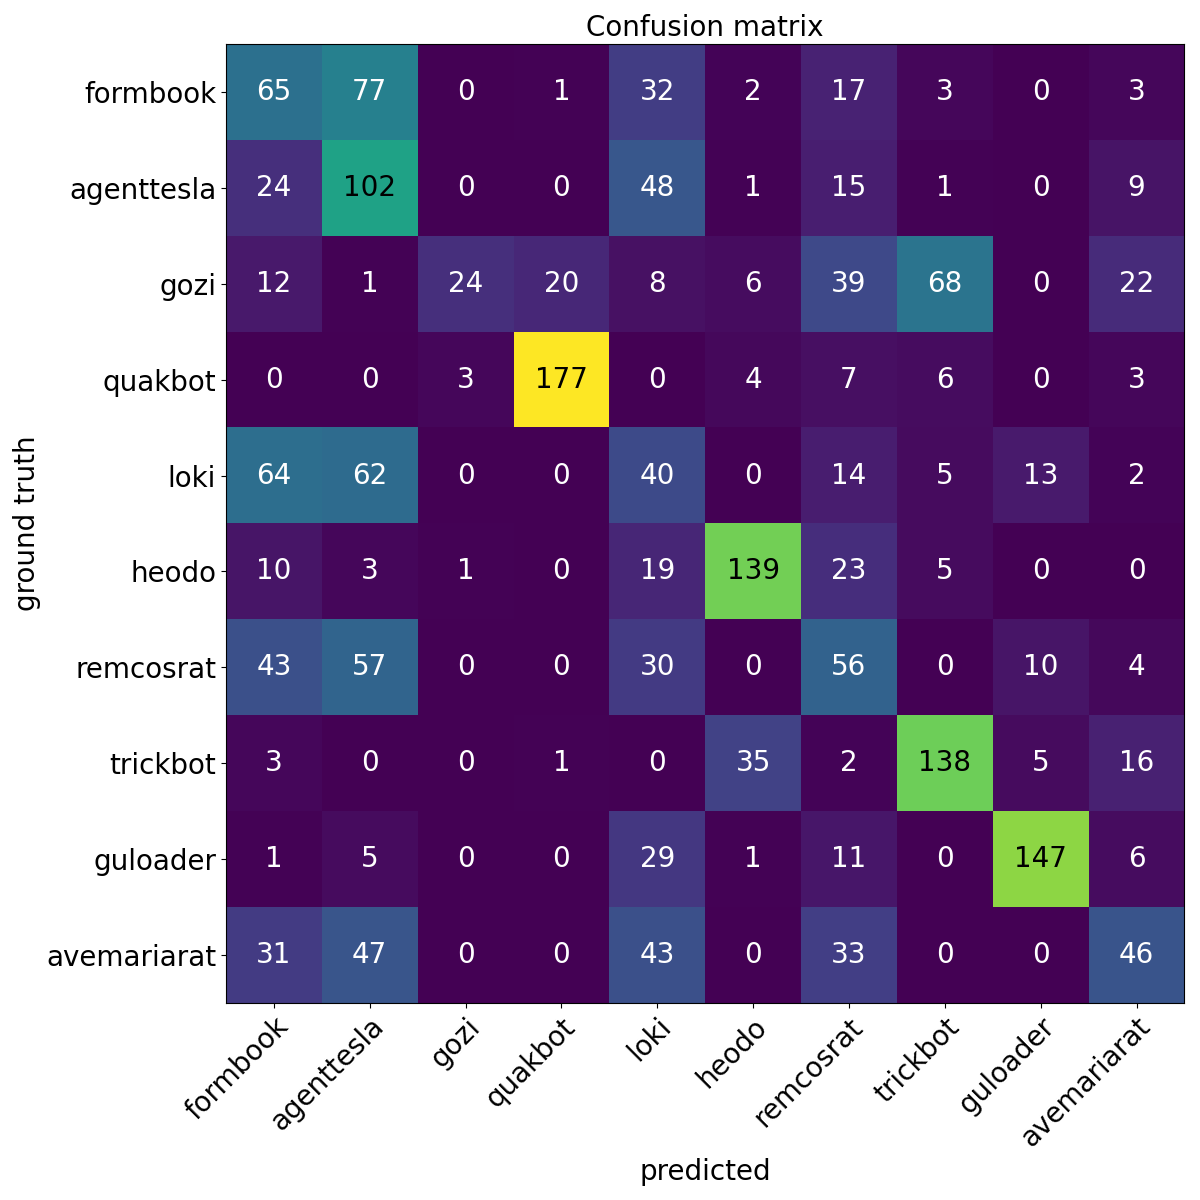 Confusion matrix
formbook 65 77 0 1 32 2 17 3 0 3
agenttesla 24 102 0 0 48 1 15 1 0 9
gozi 12 1 24 20 8 6 39 68 0 22
quakbot 0 0 3 177 0 4 7 6 0 3
loki 64 62 0 0 40 0 14 5 13 2
heodo 10 3 1 0 19 139 23 5 0 0
remcosrat 43 57 0 0 30 0 56 0 10 4
trickbot 3 0 0 1 0 35 2 138 5 16
guloader 1 5 0 0 29 1 11 0 147 6
avemariarat 31 47 0 0 43 0 33 0 0 46
ground truth
formbook agenttesla gozi quakbot loki heodo remcosrat trickbot guloader avemariarat
predicted